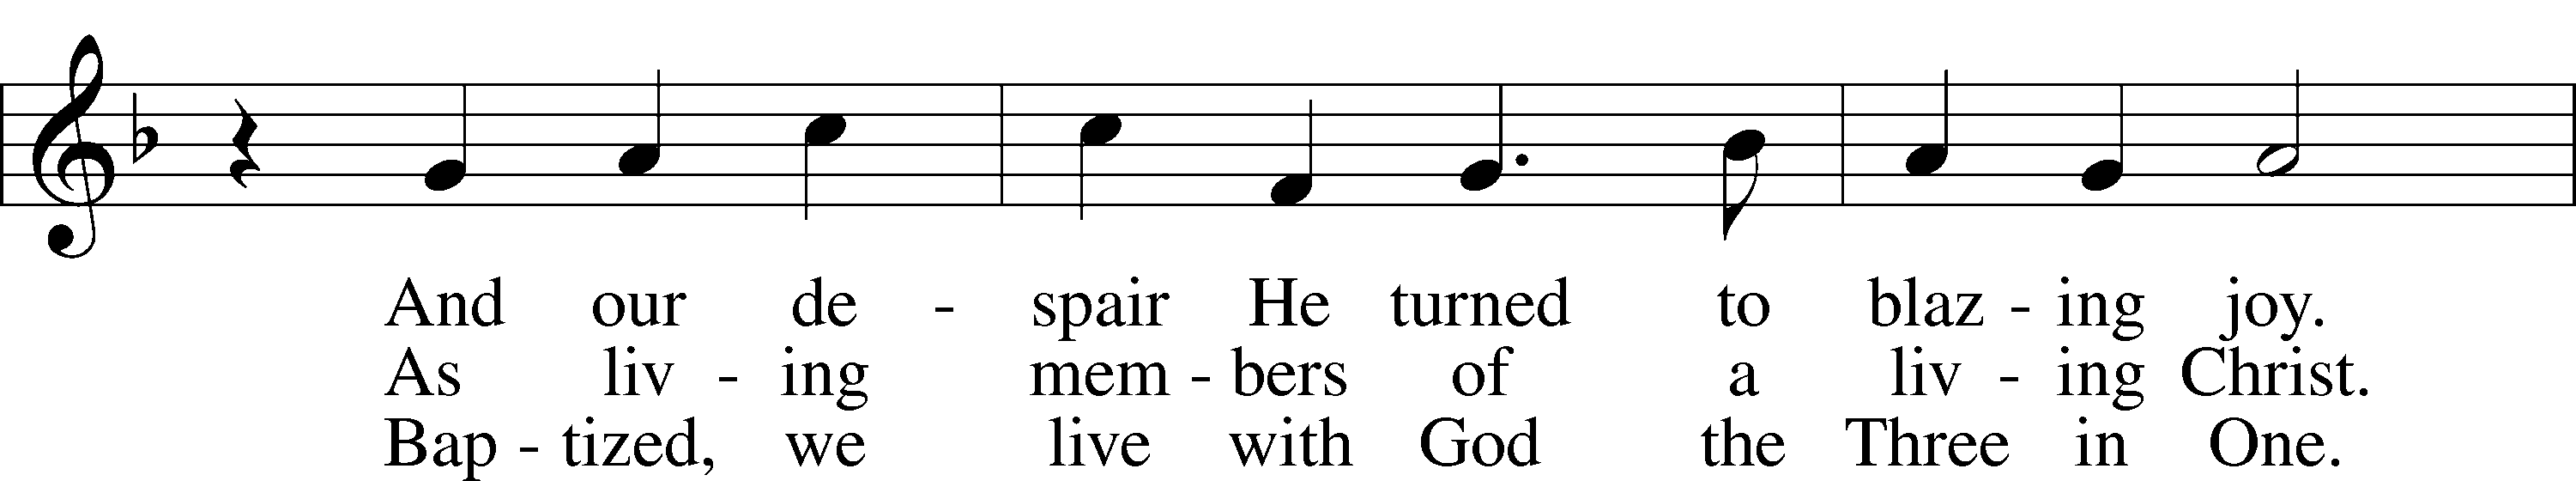 And our de - spair He turned to blaz - ing joy.
As liv - ing mem - bers of a liv - ing Christ.
Bap - tized, we live with God the Three in One.